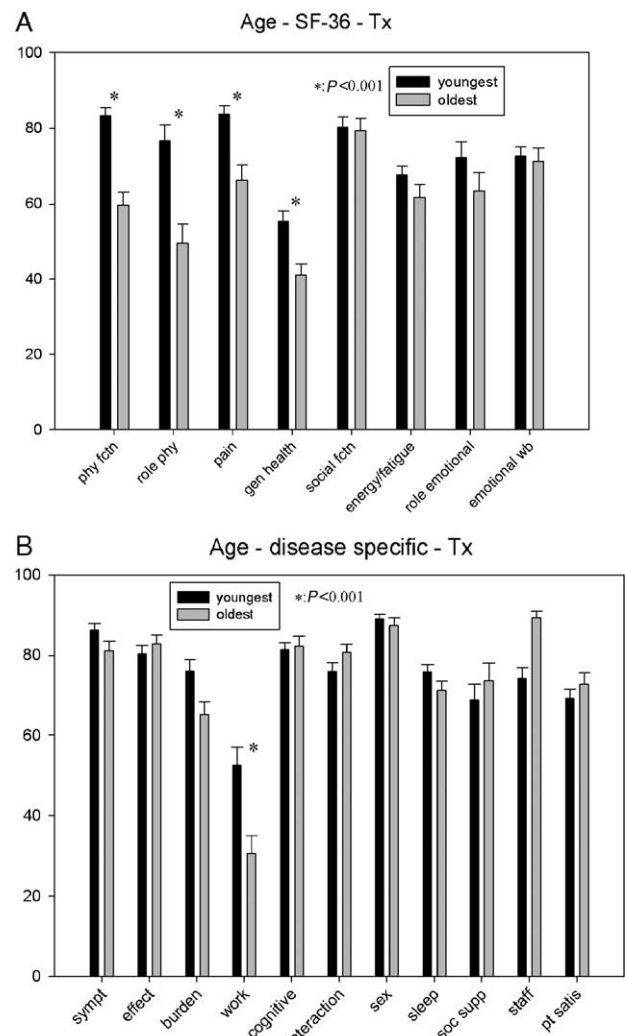 A
Age - SF-36 - Tx
100
80
60
40
20
0
*
*
*
*
*:P<0.001
youngest
oldest
phy fctn
role phy
pain
gen health
social fctn
energy/fatigue
role emotional
emotional wb
B
Age - disease specific - Tx
100
80
60
40
20
0
youngest
oldest
*:P<0.001
*
sympt
effect
burden
work
cognitive
interaction
sex
sleep
soc supp
staff
pt satis